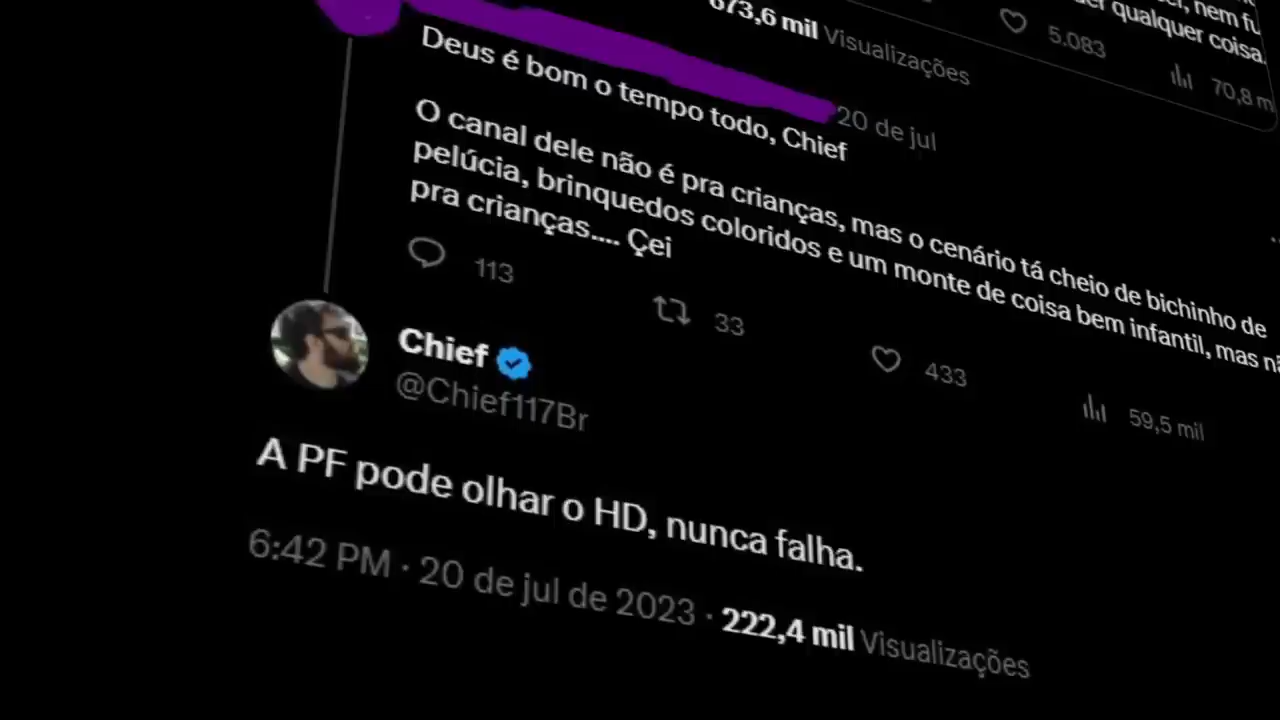 673,6 mil Visualizações
nem
qualquer coisa.
5.083
70,8 m
20 de jul
Deus é bom o tempo todo, Chief
O canal dele não é pra crianças, mas o cenário tá cheio de bichinho de
pelúcia, brinquedos coloridos e um monte de coisa bem infantil, mas
pra crianças.... Çei
113
33
433
59,5 mil
Chief
@Chief117Br
A PF pode olhar o HD, nunca falha.
6:42 PM · 20 de jul de 2023 · 222,4 mil Visualizações